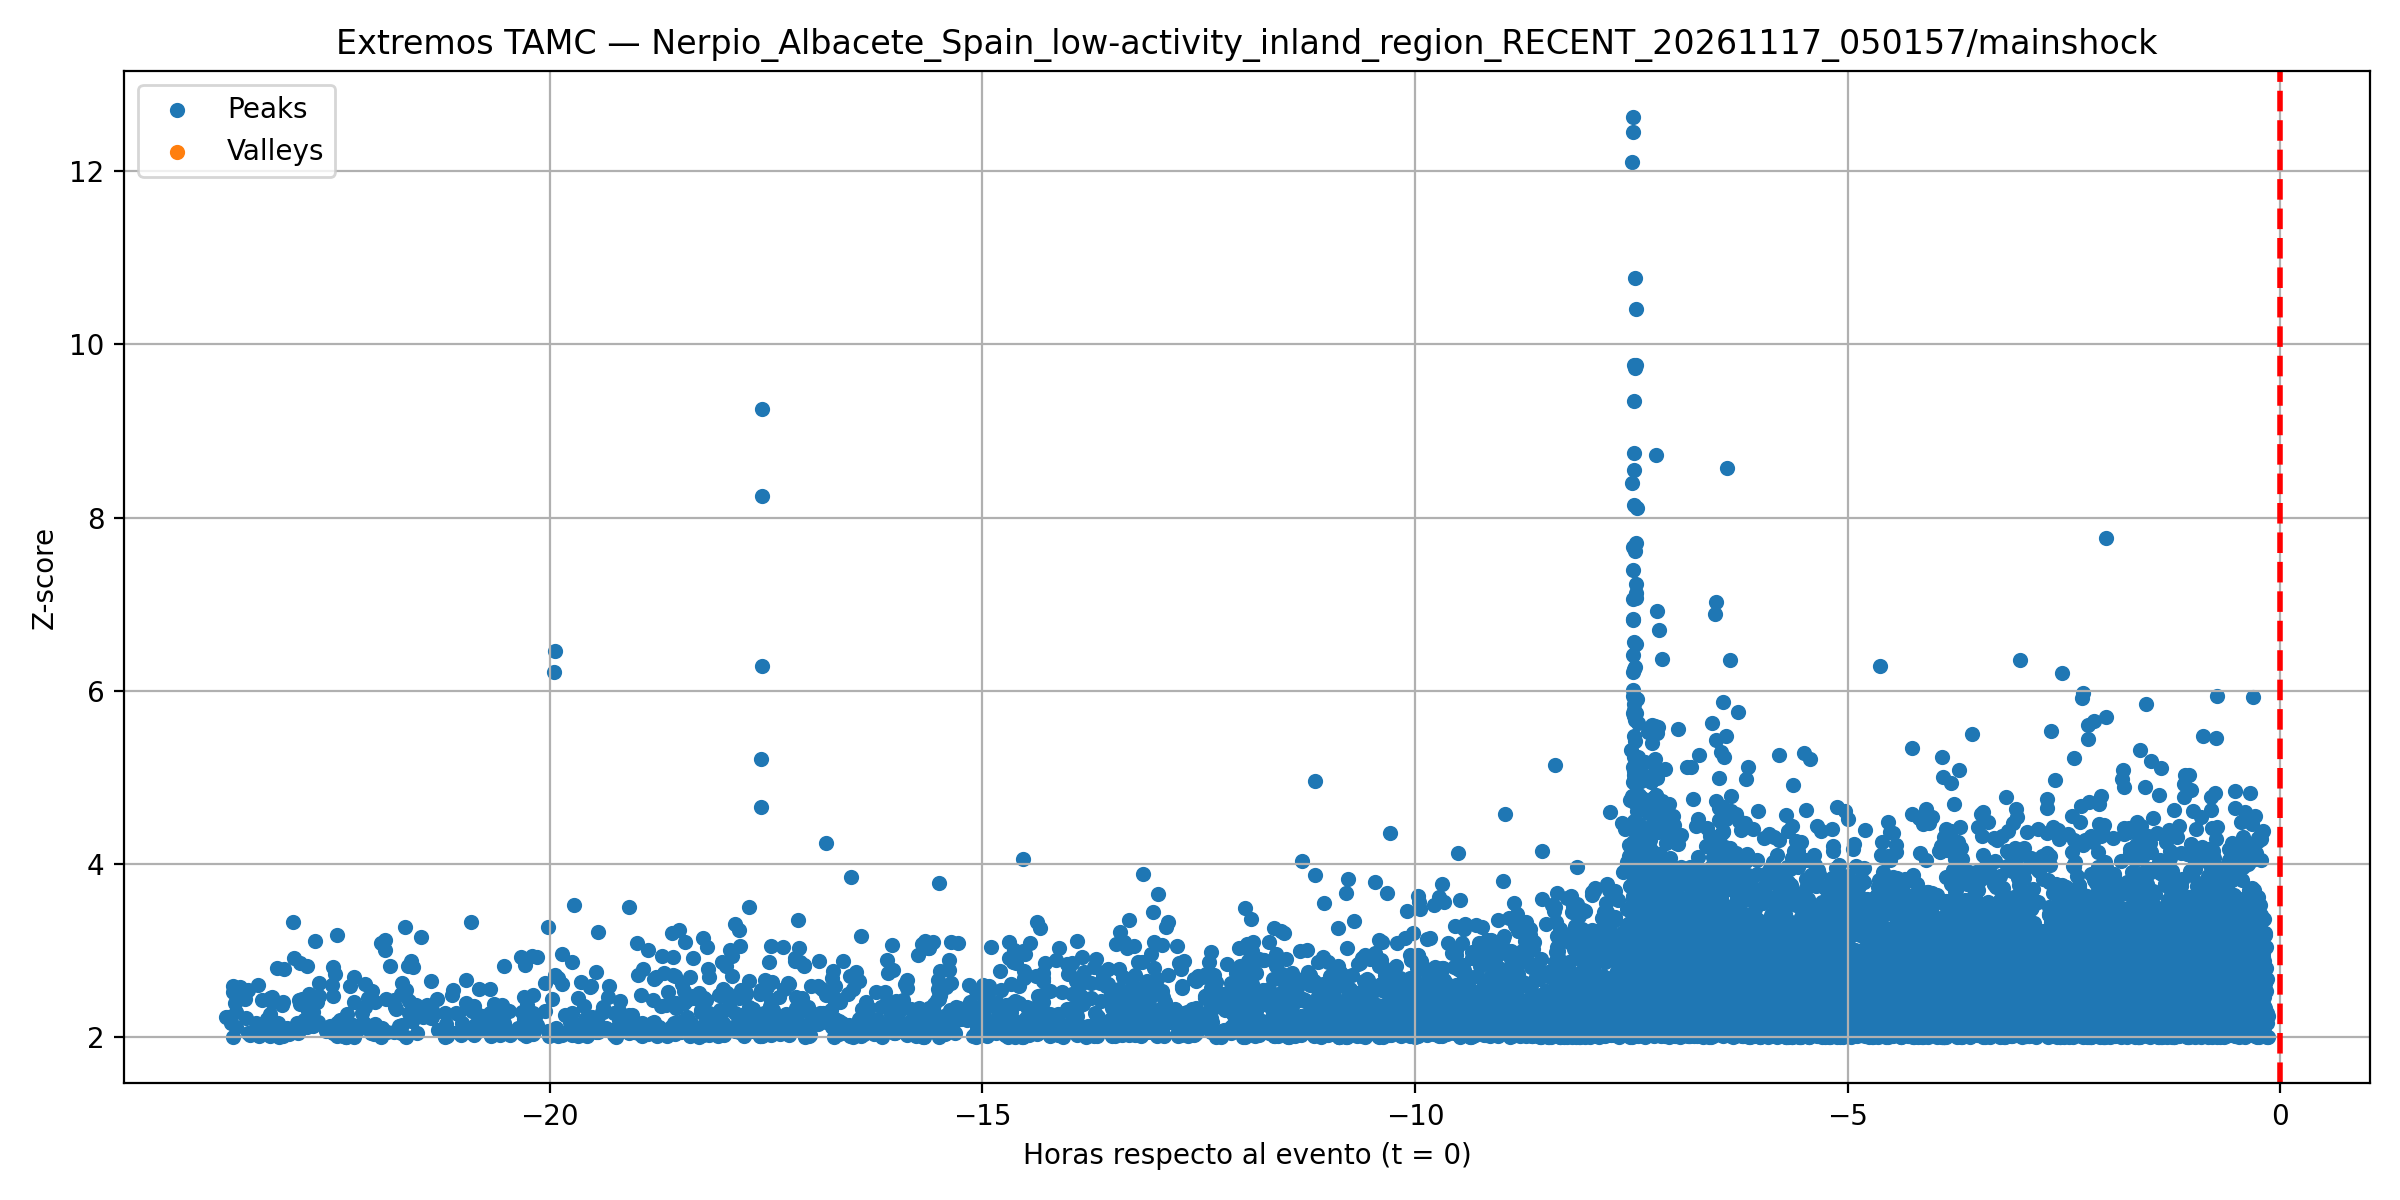 Extremos TAMC — Nerpio_Albacete_Spain_low-activity_inland_region_RECENT_20261117_050157/mainshock
Peaks
Valleys
Z-score
12
10
8
6
4
2
−20
−15
−10
−5
0
Horas respecto al evento (t = 0)